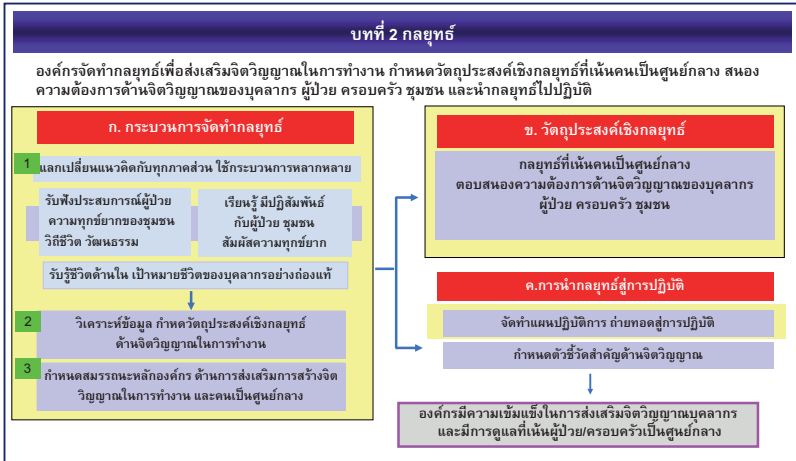 บทที่ 2 กลยุทธ์
องค์กรจัดทำกลยุทธ์เพื่อส่งเสริมจิตวิญญาณในการทำงาน กำหนดวัตถุประสงค์เชิงกลยุทธ์ที่เน้นคนเป็นศูนย์กลาง สนอง
ความต้องการด้านจิตวิญญาณของบุคลากร ผู้ป่วย ครอบครัว ชุมชน และนำกลยุทธ์ไปปฏิบัติ
ก. กระบวนการจัดทำกลยุทธ์
1
แลกเปลี่ยนแนวคิดกับทุกภาคส่วน ใช้กระบวนการหลากหลาย
รับฟังประสบการณ์ผู้ป่วย
ความทุกข์ยากของชุมชน
วิถีชีวิต วัฒนธรรม
เรียนรู้ มีปฏิสัมพันธ์
กับผู้ป่วย ชุมชน
สัมผัสความทุกข์ยาก
รับรู้ชีวิตด้านใน เป้าหมายชีวิตของบุคลากรอย่างถ่องแท้
2
วิเคราะห์ข้อมูล กำหดวัตถุประสงค์เชิงกลยุทธ์
ด้านจิตวิญญาณในการทำงาน
3
กำหนดสมรรถนะหลักองค์กร ด้านการส่งเสริมการสร้างจิต
วิญญาณในการทำงาน และคนเป็นศูนย์กลาง
ข. วัตถุประสงค์เชิงกลยุทธ์
กลยุทธ์ที่เน้นคนเป็นศูนย์กลาง
ตอบสนองความต้องการด้านจิตวิญญาณของบุคลากร
ผู้ป่วย ครอบครัว ชุมชน
ค.การนำกลยุทธ์สู่การปฏิบัติ
จัดทำแผนปฏิบัติการ ถ่ายทอดสู่การปฏิบัติ
กำหนดตัวชี้วัดสำคัญด้านจิตวิญญาณ
องค์กรมีความเข้มแข็งในการส่งเสริมจิตวิญญาณบุคลากร
และมีการดูแลที่เน้นผู้ป่วย/ครอบครัวเป็นศูนย์กลาง